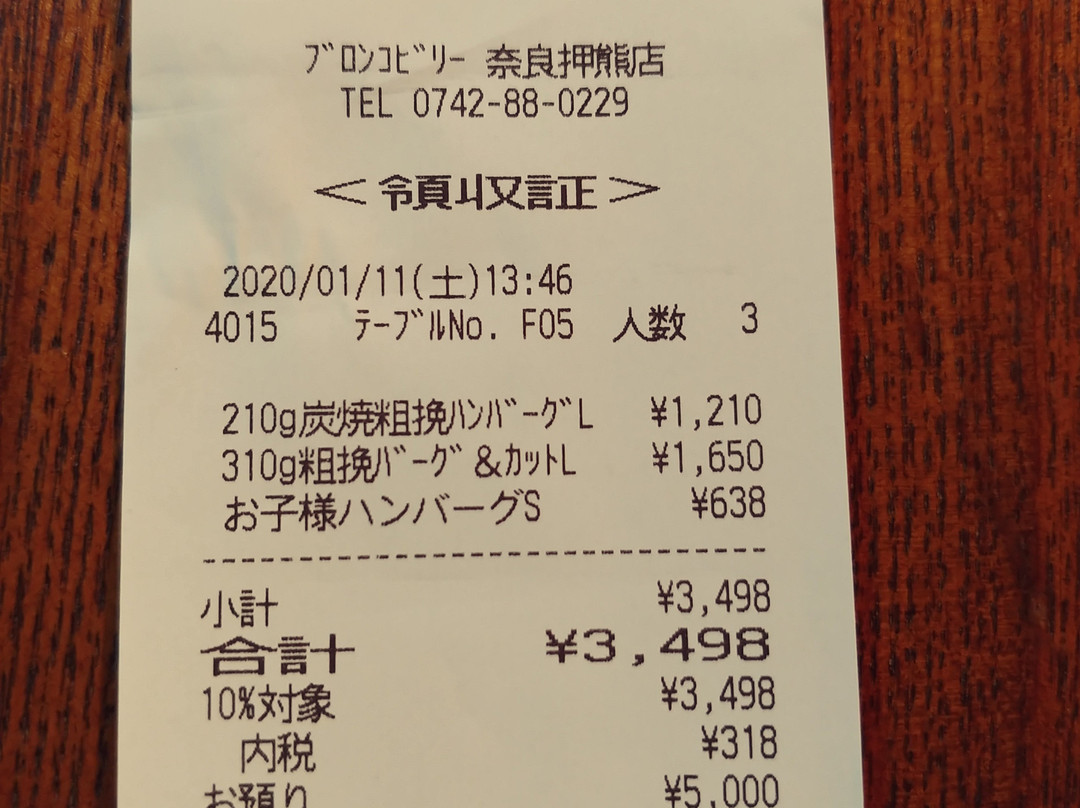 ブロンコビリー 奈良押熊店
TEL 0742-88-0229
＜領収証＞
2020/01/11(土)13:46
4015 テーブルNo. F05 人数 3
210g炭焼粗挽ハンバーグL ¥1,210
310g粗挽バーグ&カットL ¥1,650
お子様ハンバーグS ¥638
小計 ¥3,498
合計 ¥3,498
10%対象 ¥3,498
内税 ¥318
お預り ¥5,000